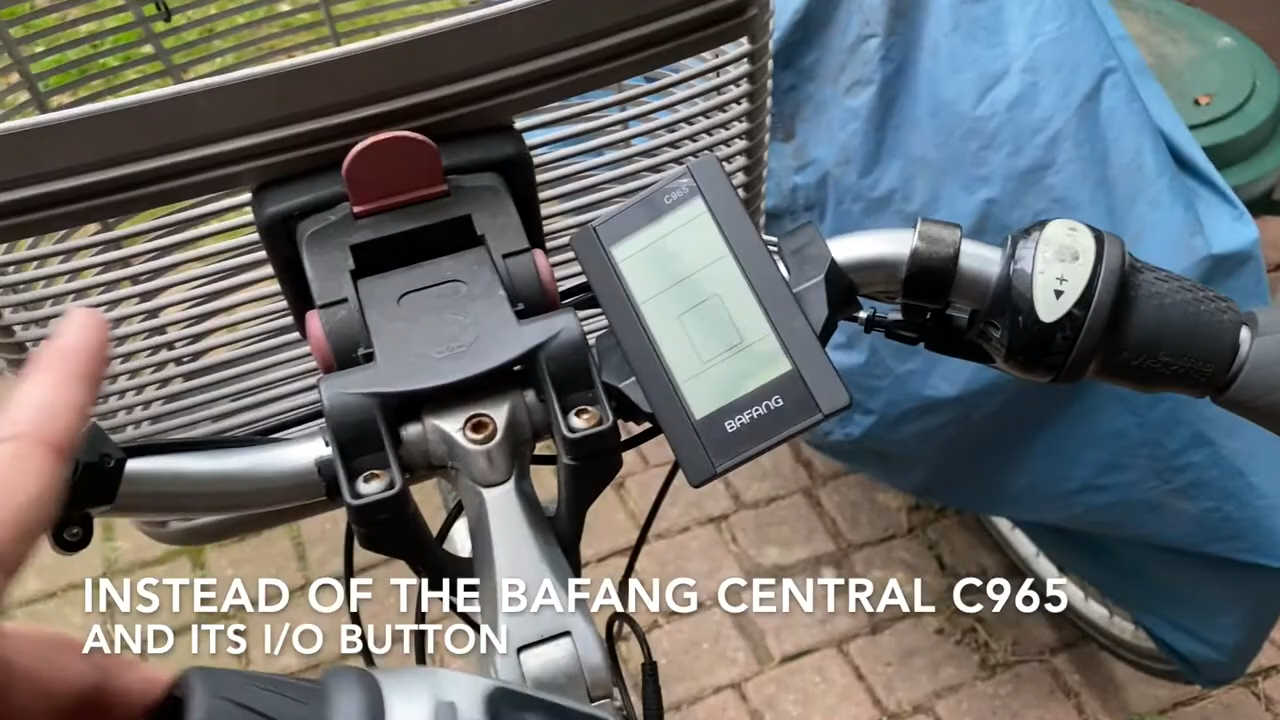 C965
BAFANG
INSTEAD OF THE BAFANG CENTRAL C965
AND ITS I/O BUTTON